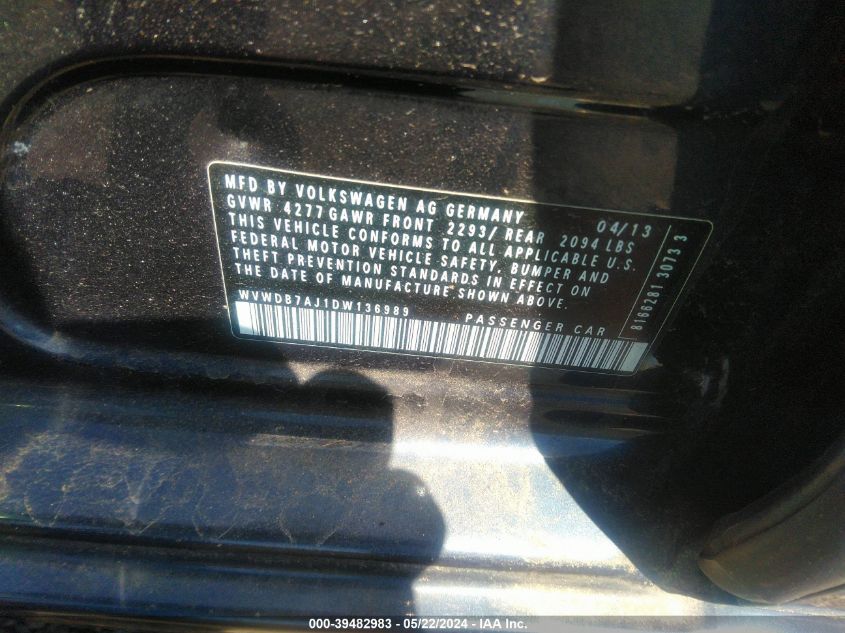 MFD BY VOLKSWAGEN AG GERMANY 04/13
GVWR 4277 GAWR FRONT 2293/ REAR 2094 LBS
THIS VEHICLE CONFORMS TO ALL APPLICABLE U.S.
FEDERAL MOTOR VEHICLE SAFETY, BUMPER AND
THEFT PREVENTION STANDARDS IN EFFECT ON
THE DATE OF MANUFACTURE SHOWN ABOVE.
WVWDB7AJ1DW136989 PASSENGER CAR
8166281 3073 3
000-39482983 - 05/22/2024 - IAA Inc.